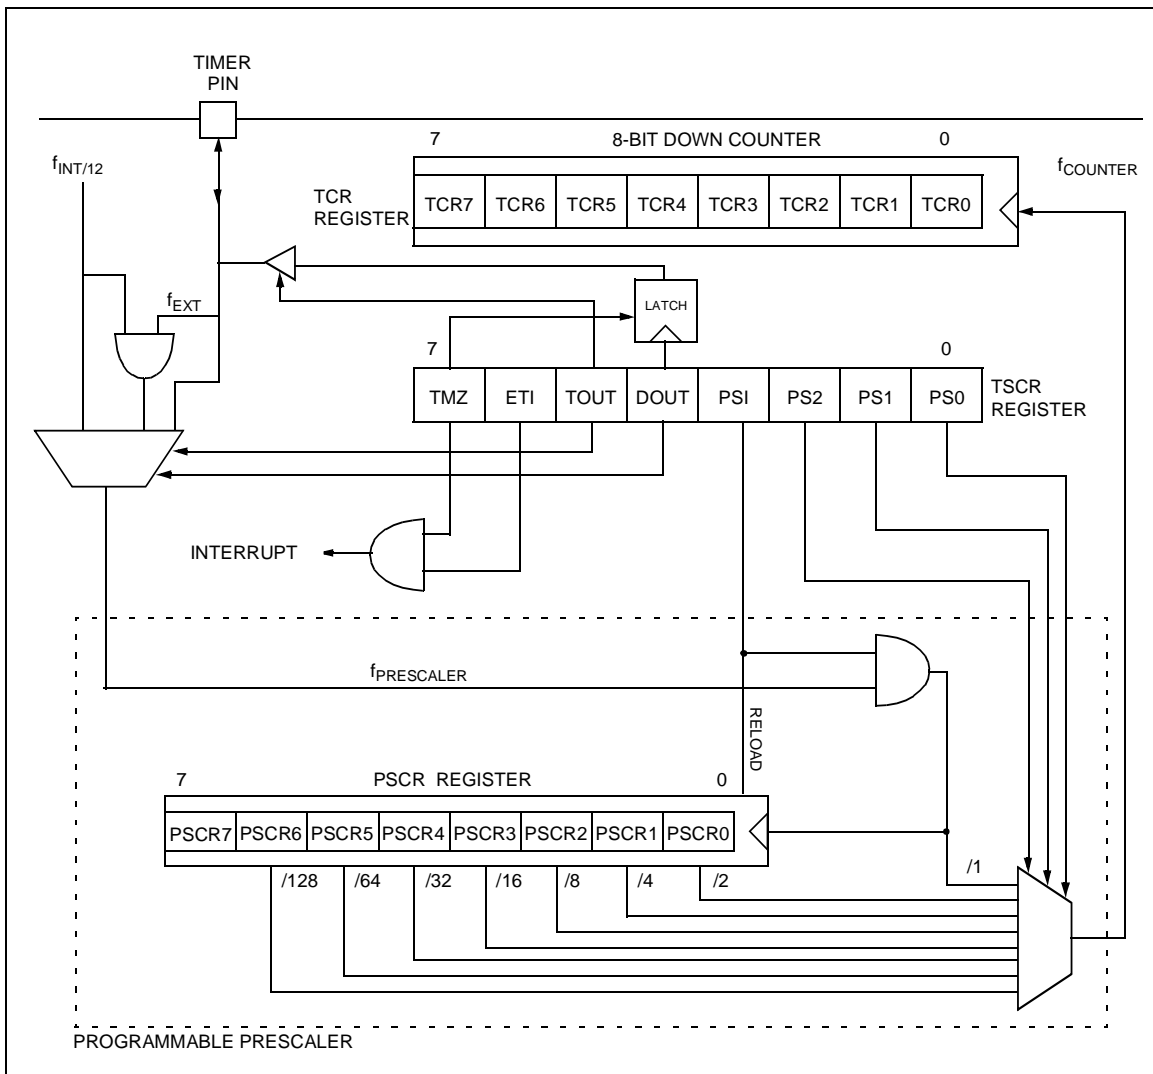 TIMER
PIN
7 8-BIT DOWN COUNTER 0
fINT/12
fCOUNTER
TCR
REGISTER
TCR7 TCR6 TCR5 TCR4 TCR3 TCR2 TCR1 TCR0
fEXT
LATCH
7 0
TMZ ETI TOUT DOUT PSI PS2 PS1 PS0
TSCR
REGISTER
INTERRUPT
fPRESCALER
RELOAD
7 PSCR REGISTER 0
PSCR7 PSCR6 PSCR5 PSCR4 PSCR3 PSCR2 PSCR1 PSCR0
/128 /64 /32 /16 /8 /4 /2 /1
PROGRAMMABLE PRESCALER